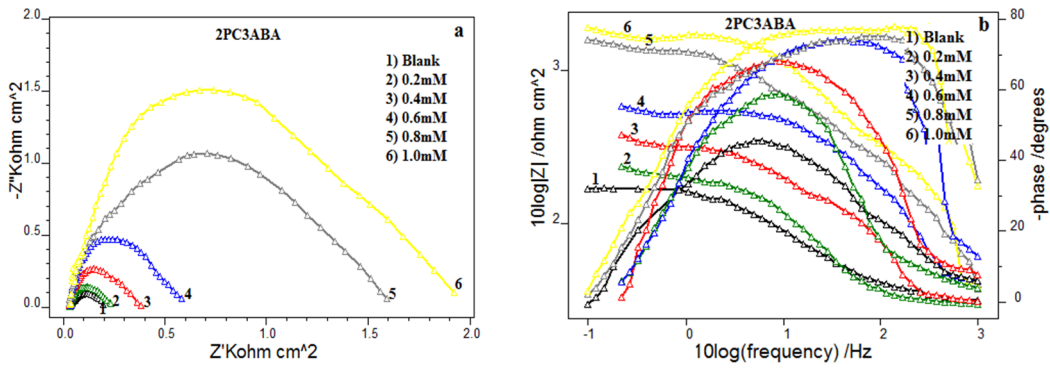 a
2PC3ABA
1) Blank
2) 0.2mM
3) 0.4mM
4) 0.6mM
5) 0.8mM
6) 1.0mM
-Z"Kohm cm^2
2.0
1.5
1.0
0.5
0.0
1 2 3 4 5 6
0.0 0.5 1.0 1.5 2.0
Z'Kohm cm^2
b
2PC3ABA
1) Blank
2) 0.2mM
3) 0.4mM
4) 0.6mM
5) 0.8mM
6) 1.0mM
10log|Z| /ohm cm^2
3
2
6
5
4
3
2
1
-phase /degrees
80
60
40
20
0
-1 0 1 2 3
10log(frequency) /Hz